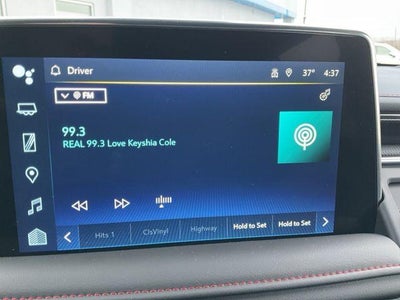 Driver
37° 4:37
FM
99.3
REAL 99.3 Love Keyshia Cole
Hits 1 ClsVinyl Highway Hold to Set Hold to Set